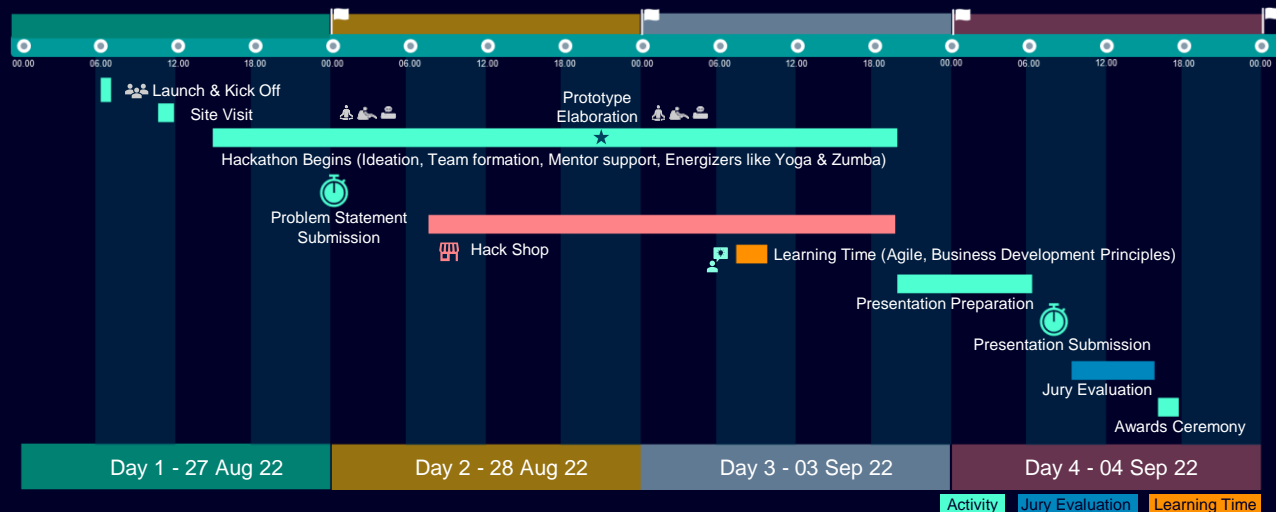 00.00 06.00 12.00 18.00 00.00 06.00 12.00 18.00 00.00 06.00 12.00 18.00 00.00 06.00 12.00 18.00 00.00
Launch & Kick Off
Site Visit
Prototype
Elaboration
Hackathon Begins (Ideation, Team formation, Mentor support, Energizers like Yoga & Zumba)
Problem Statement
Submission
Hack Shop
Learning Time (Agile, Business Development Principles)
Presentation Preparation
Presentation Submission
Jury Evaluation
Awards Ceremony
Day 1 - 27 Aug 22
Day 2 - 28 Aug 22
Day 3 - 03 Sep 22
Day 4 - 04 Sep 22
Activity
Jury Evaluation
Learning Time